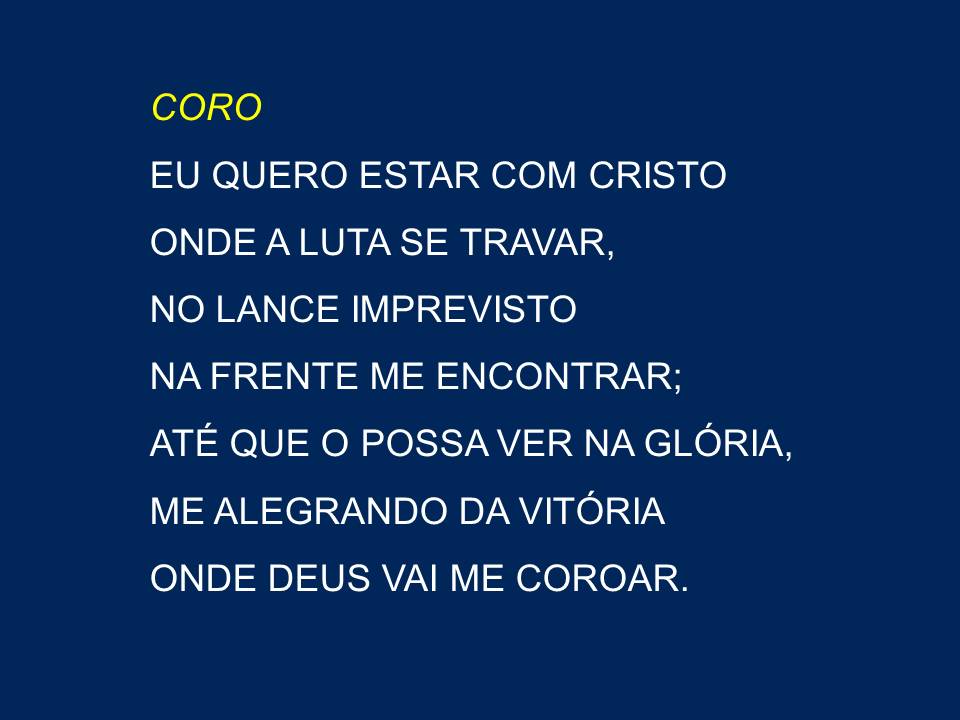 CORO
EU QUERO ESTAR COM CRISTO
ONDE A LUTA SE TRAVAR,
NO LANCE IMPREVISTO
NA FRENTE ME ENCONTRAR;
ATÉ QUE O POSSA VER NA GLÓRIA,
ME ALEGRANDO DA VITÓRIA
ONDE DEUS VAI ME COROAR.